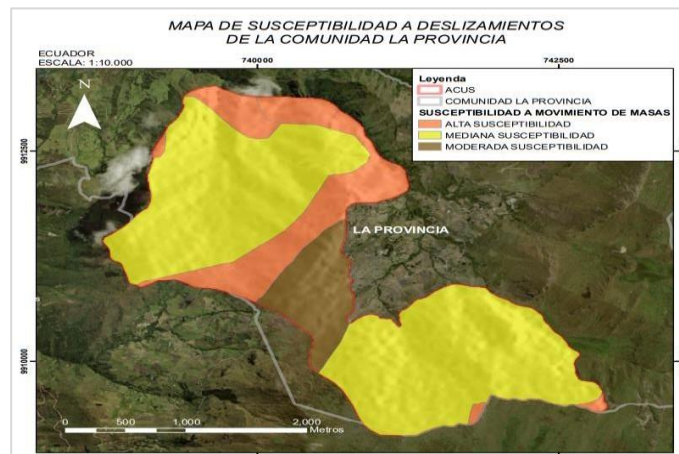 MAPA DE SUSCEPTIBILIDAD A DESLIZAMIENTOS
DE LA COMUNIDAD LA PROVINCIA
ECUADOR
ESCALA: 1:10.000
740000
742500
N
Leyenda
ACUS
COMUNIDAD LA PROVINCIA
SUSCEPTIBILIDAD A MOVIMIENTO DE MASAS
ALTA SUSCEPTIBILIDAD
MEDIANA SUSCEPTIBILIDAD
MODERADA SUSCEPTIBILIDAD
9912500
LA PROVINCIA
9910000
0 500 1,000 2,000
Metros